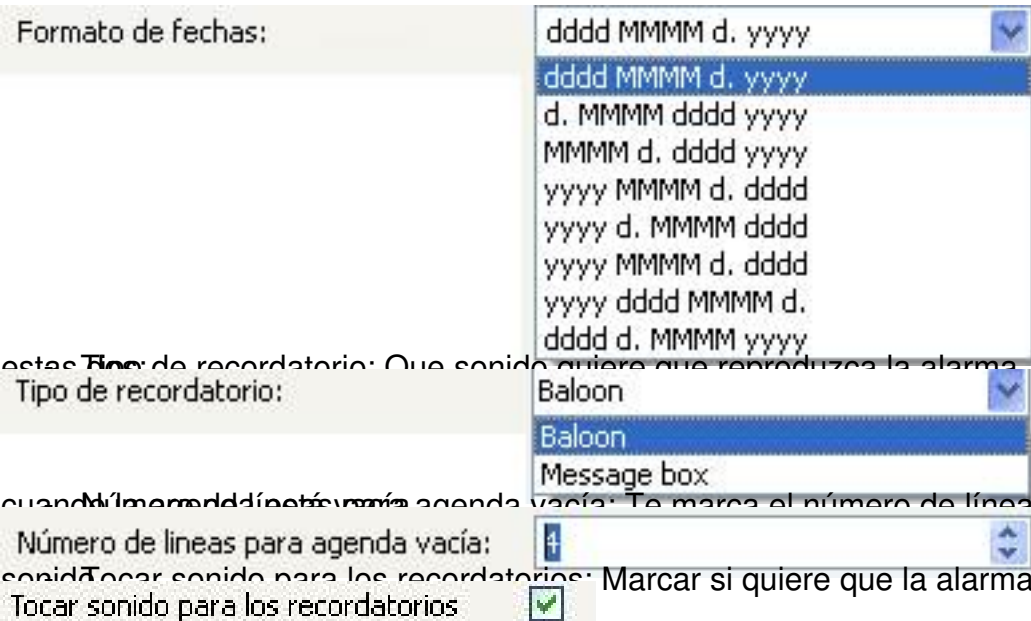 Formato de fechas: dddd MMMM d. yyyy
dddd MMMM d. yyyy
d. MMMM dddd yyyy
MMMM d. dddd yyyy
yyyy MMMM d. dddd
yyyy d. MMMM dddd
yyyy MMMM d. dddd
yyyy dddd MMMM d.
dddd d. MMMM yyyy
estas de recordatorio: Que sonido quiere que reproduzca la alarma
Tipo de recordatorio: Baloon
Baloon
Message box
agenda vacía: Te marca el número de línea
Número de lineas para agenda vacía: 4
Tocar sonido para los recordatorios: Marcar si quiere que la alarma
Tocar sonido para los recordatorios